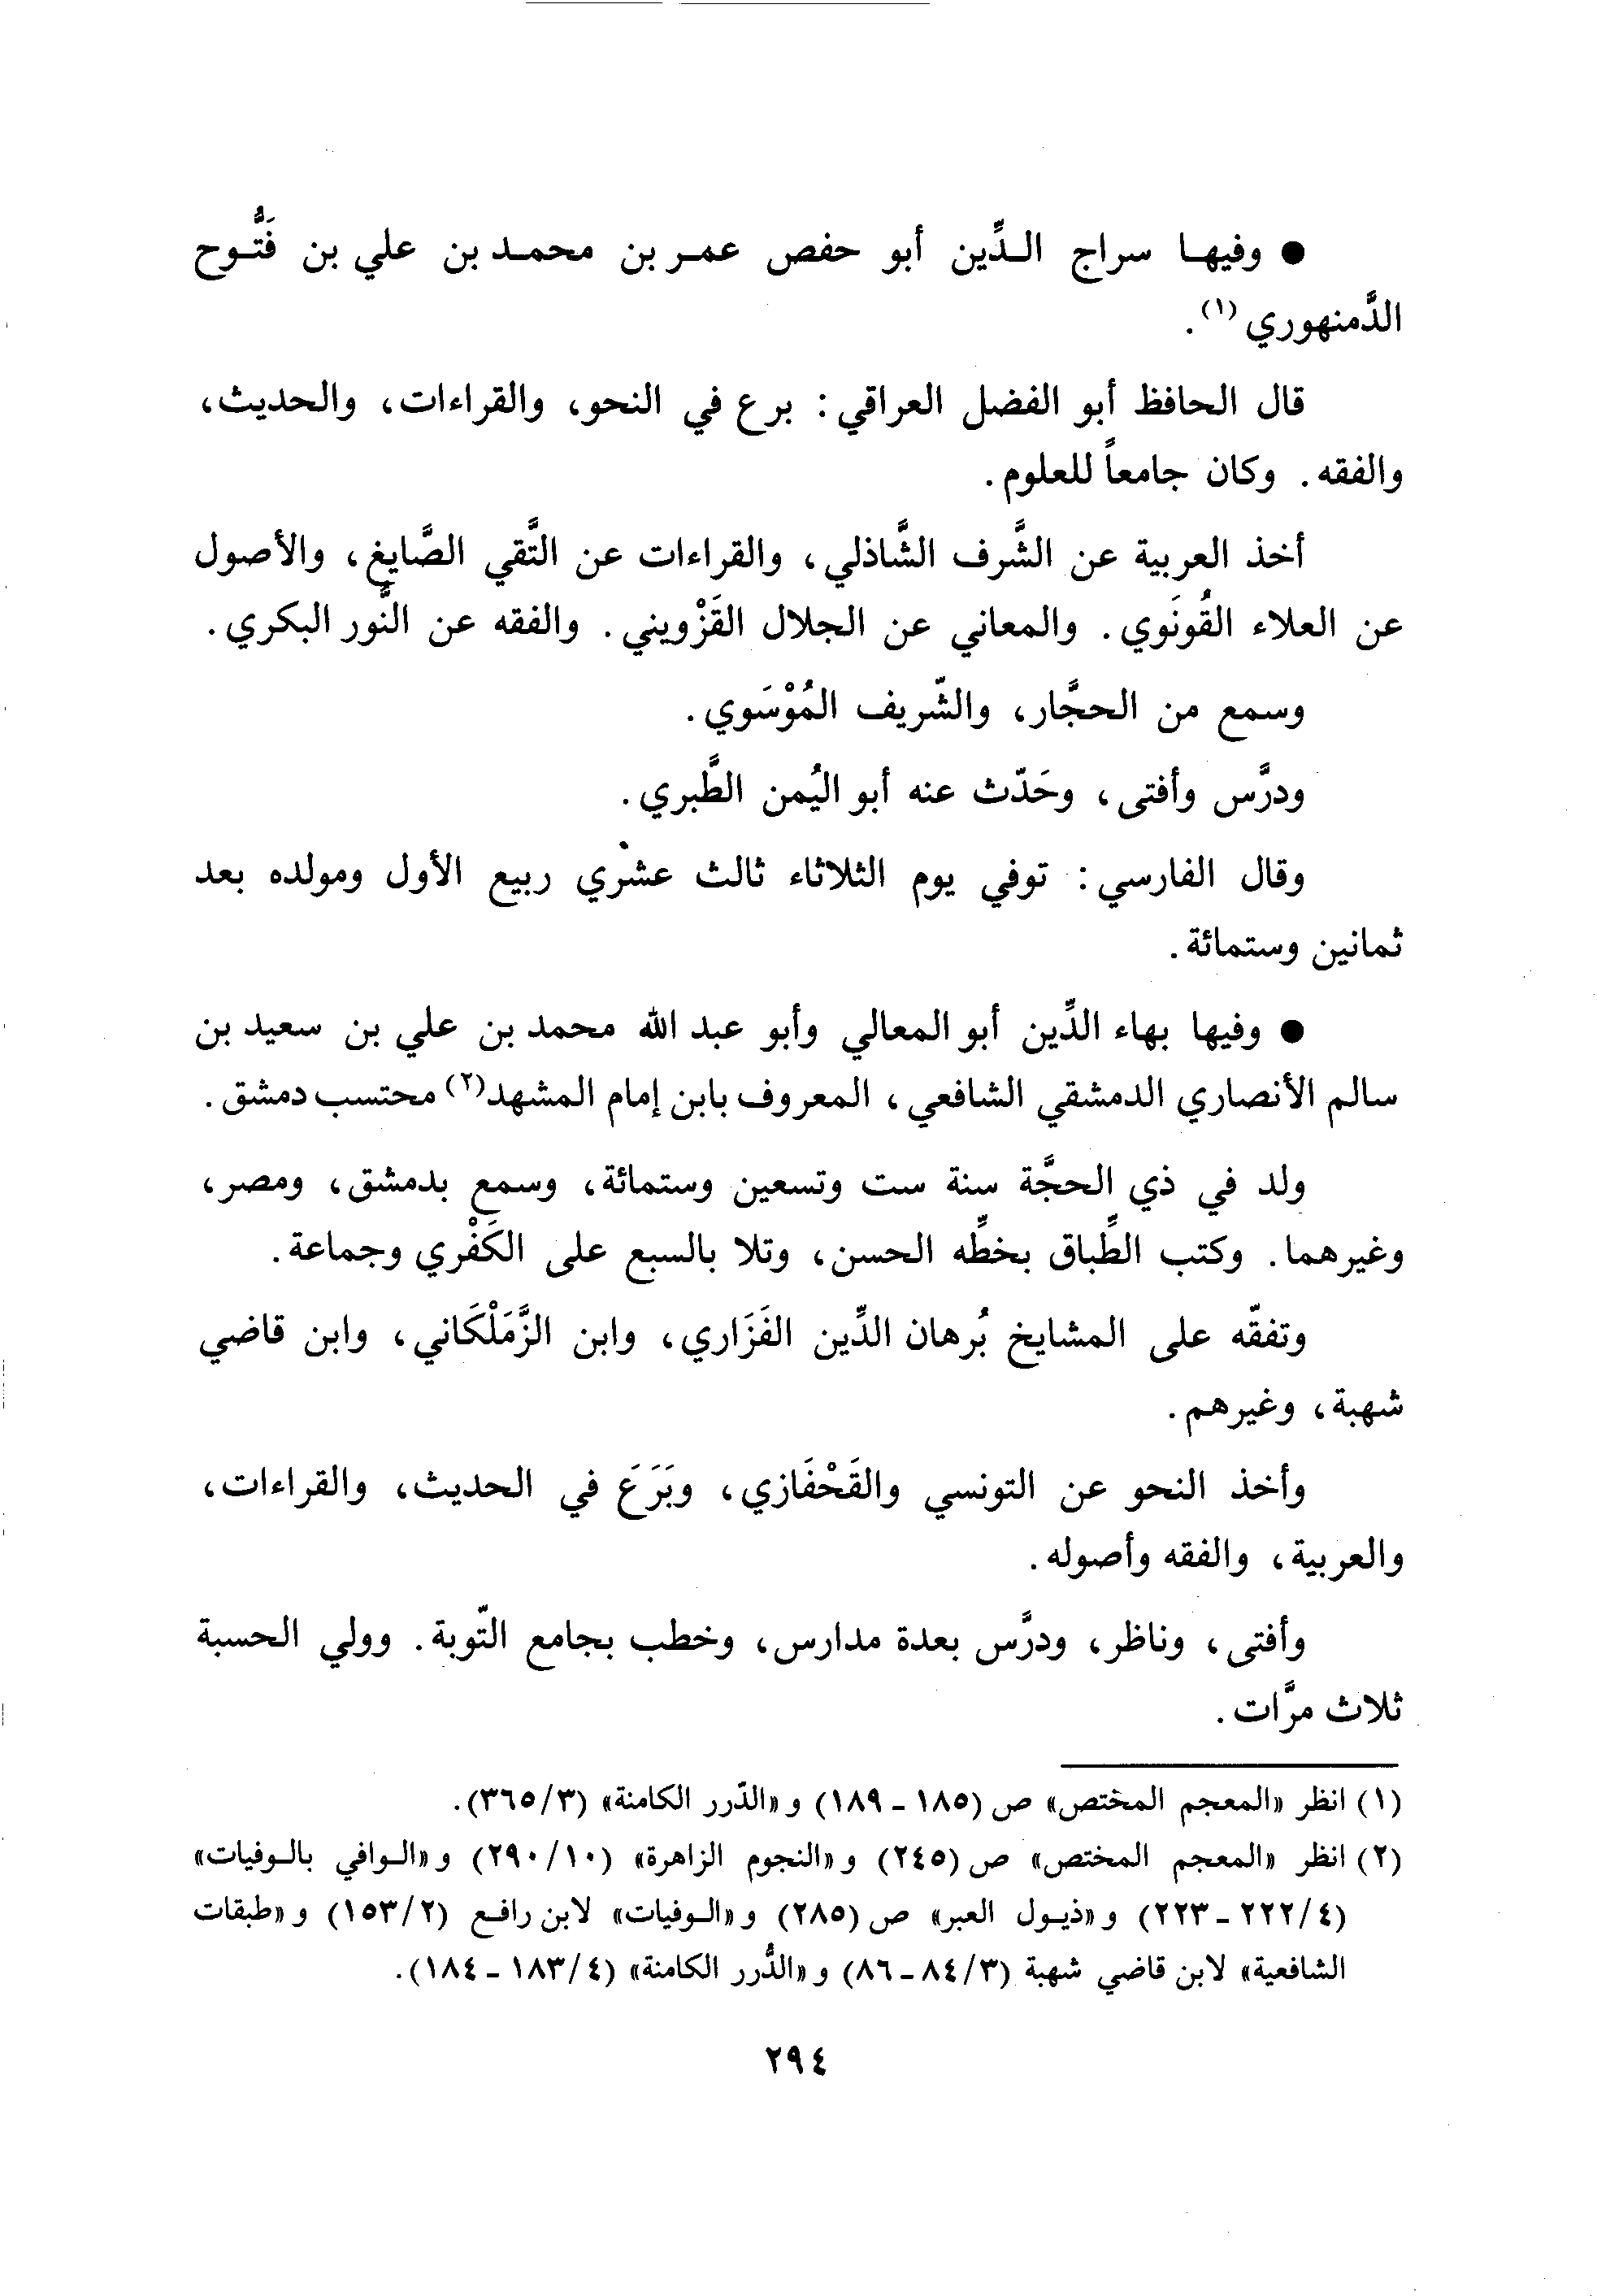 ● وفيها سراج الدِّين أبو حفص عمر بن محمد بن علي بن فَتُّوح
الدَّمنهوري (١).
قال الحافظ أبو الفضل العراقي: برع في النحو، والقراءات، والحديث،
والفقه. وكان جامعاً للعلوم.
أخذ العربية عن الشَّرف الشَّاذلي، والقراءات عن التَّقي الصَّايغ، والأصول
عن العلاء القُونَوي. والمعاني عن الجلال القَزْويني. والفقه عن النُّور البكري.
وسمع من الحجَّار، والشّريف المُوْسَوي.
ودرَّس وأفتى، وحَدّث عنه أبو اليُمن الطَّبري.
وقال الفارسي: توفي يوم الثلاثاء ثالث عشْري ربيع الأول ومولده بعد
ثمانين وستمائة.
● وفيها بهاء الدِّين أبو المعالي وأبو عبد الله محمد بن علي بن سعيد بن
سالم الأنصاري الدمشقي الشافعي، المعروف بابن إمام المشهد(٢) محتسب دمشق.
ولد في ذي الحجَّة سنة ست وتسعين وستمائة، وسمع بدمشق، ومصر،
وغيرهما. وكتب الطِّباق بخطِّه الحسن، وتلا بالسبع على الكَفْري وجماعة.
وتفقّه على المشايخ بُرهان الدِّين الفَزَاري، وابن الزَّمَلْكَاني، وابن قاضي
شهبة، وغيرهم.
وأخذ النحو عن التونسي والقَحْفَازي، وبَرَعَ في الحديث، والقراءات،
والعربية، والفقه وأصوله.
وأفتى، وناظر، ودرَّس بعدة مدارس، وخطب بجامع التّوبة. وولي الحسبة
ثلاث مرَّات.
(١) انظر «المعجم المختص» ص (١٨٥ - ١٨٩) و «الدّرر الكامنة» (٣/٣٦٥).
(٢) انظر «المعجم المختص» ص (٢٤٥) و «النجوم الزاهرة» (١٠/٢٩٠) و «الوافي بالوفيات»
(٤/٢٢٢ - ٢٢٣) و «ذيول العبر» ص (٢٨٥) و «الوفيات» لابن رافع (٢/١٥٣) و «طبقات
الشافعية» لابن قاضي شهبة (٣/٨٤ - ٨٦) و «الدُّرر الكامنة» (٤/١٨٣ - ١٨٤).
٢٩٤